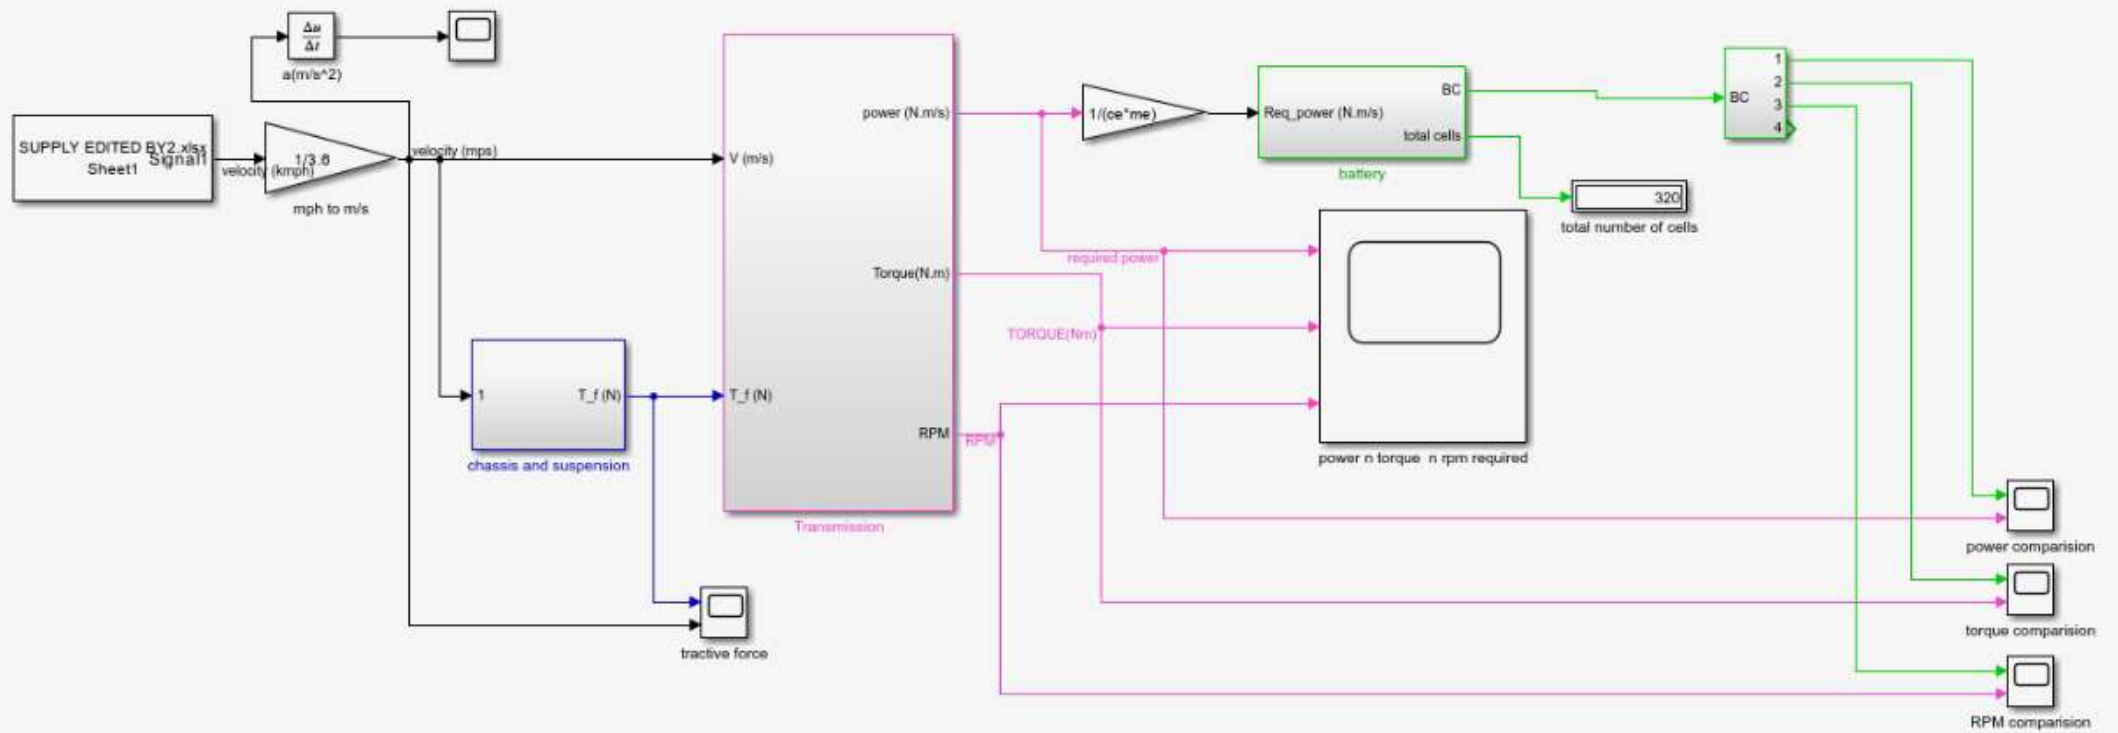 Δu
Δt
a(m/s^2)
SUPPLY EDITED BY2.xlsx
Signal1
Sheet1
velocity (kmph)
1/3.6
mph to m/s
velocity (mps)
1
T_f (N)
chassis and suspension
tractive force
V (m/s)
T_f (N)
power (N.m/s)
Torque(N.m)
RPM
Transmission
RPM
required power
TORQUE(Nm)
1/(ce*me)
Req_power (N.m/s)
BC
total cells
battery
320
total number of cells
power n torque n rpm required
BC
1
2
3
4
power comparision
torque comparision
RPM comparision